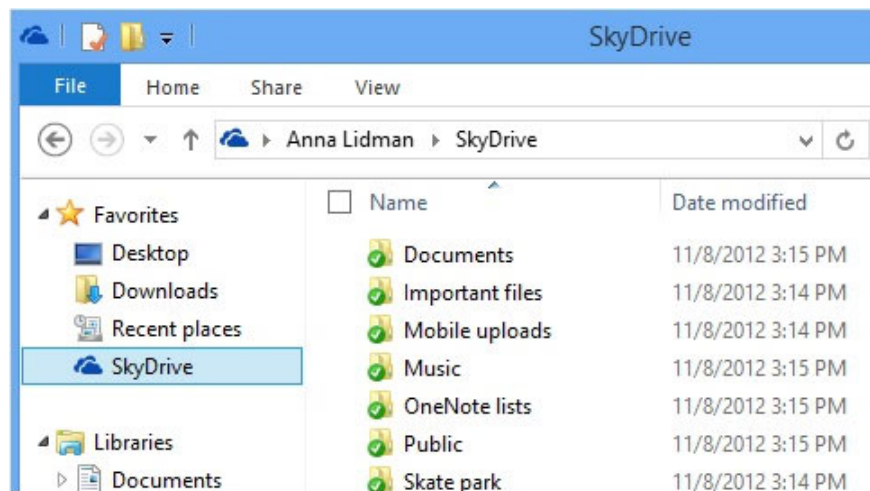 SkyDrive
File Home Share View
Anna Lidman SkyDrive
Favorites
Desktop
Downloads
Recent places
SkyDrive
Libraries
Documents
Name Date modified
Documents 11/8/2012 3:15 PM
Important files 11/8/2012 3:14 PM
Mobile uploads 11/8/2012 3:14 PM
Music 11/8/2012 3:15 PM
OneNote lists 11/8/2012 3:15 PM
Public 11/8/2012 3:15 PM
Skate park 11/8/2012 3:14 PM